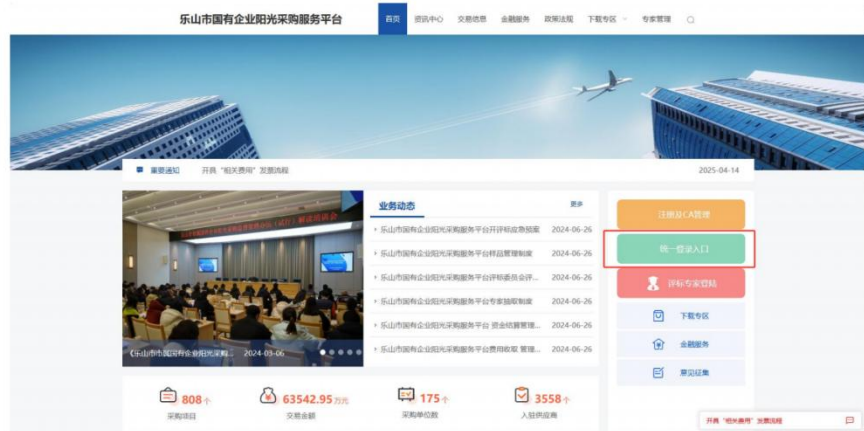 乐山市国有企业阳光采购服务平台
首页 资讯中心 交易信息 金融服务 政策法规 下载专区 专家管理
重要通知 开具“相关费用”发票流程 2025-04-14
《乐山市市属国有企业阳光采购... 2024-03-06
业务动态 更多
乐山市国有企业阳光采购服务平台开评标应急预案 2024-06-26
乐山市国有企业阳光采购服务平台样品管理制度 2024-06-26
乐山市国有企业阳光采购服务平台评标委员会评... 2024-06-26
乐山市国有企业阳光采购服务平台专家抽取制度 2024-06-26
乐山市国有企业阳光采购服务平台 资金结算管理... 2024-06-26
乐山市国有企业阳光采购服务平台费用收取 管理... 2024-06-26
注册及CA管理
统一登录入口
评标专家登陆
下载专区
金融服务
意见征集
808个
采购项目
63542.95万元
交易金额
175个
采购单位数
3558个
入驻供应商
开具“相关费用”发票流程